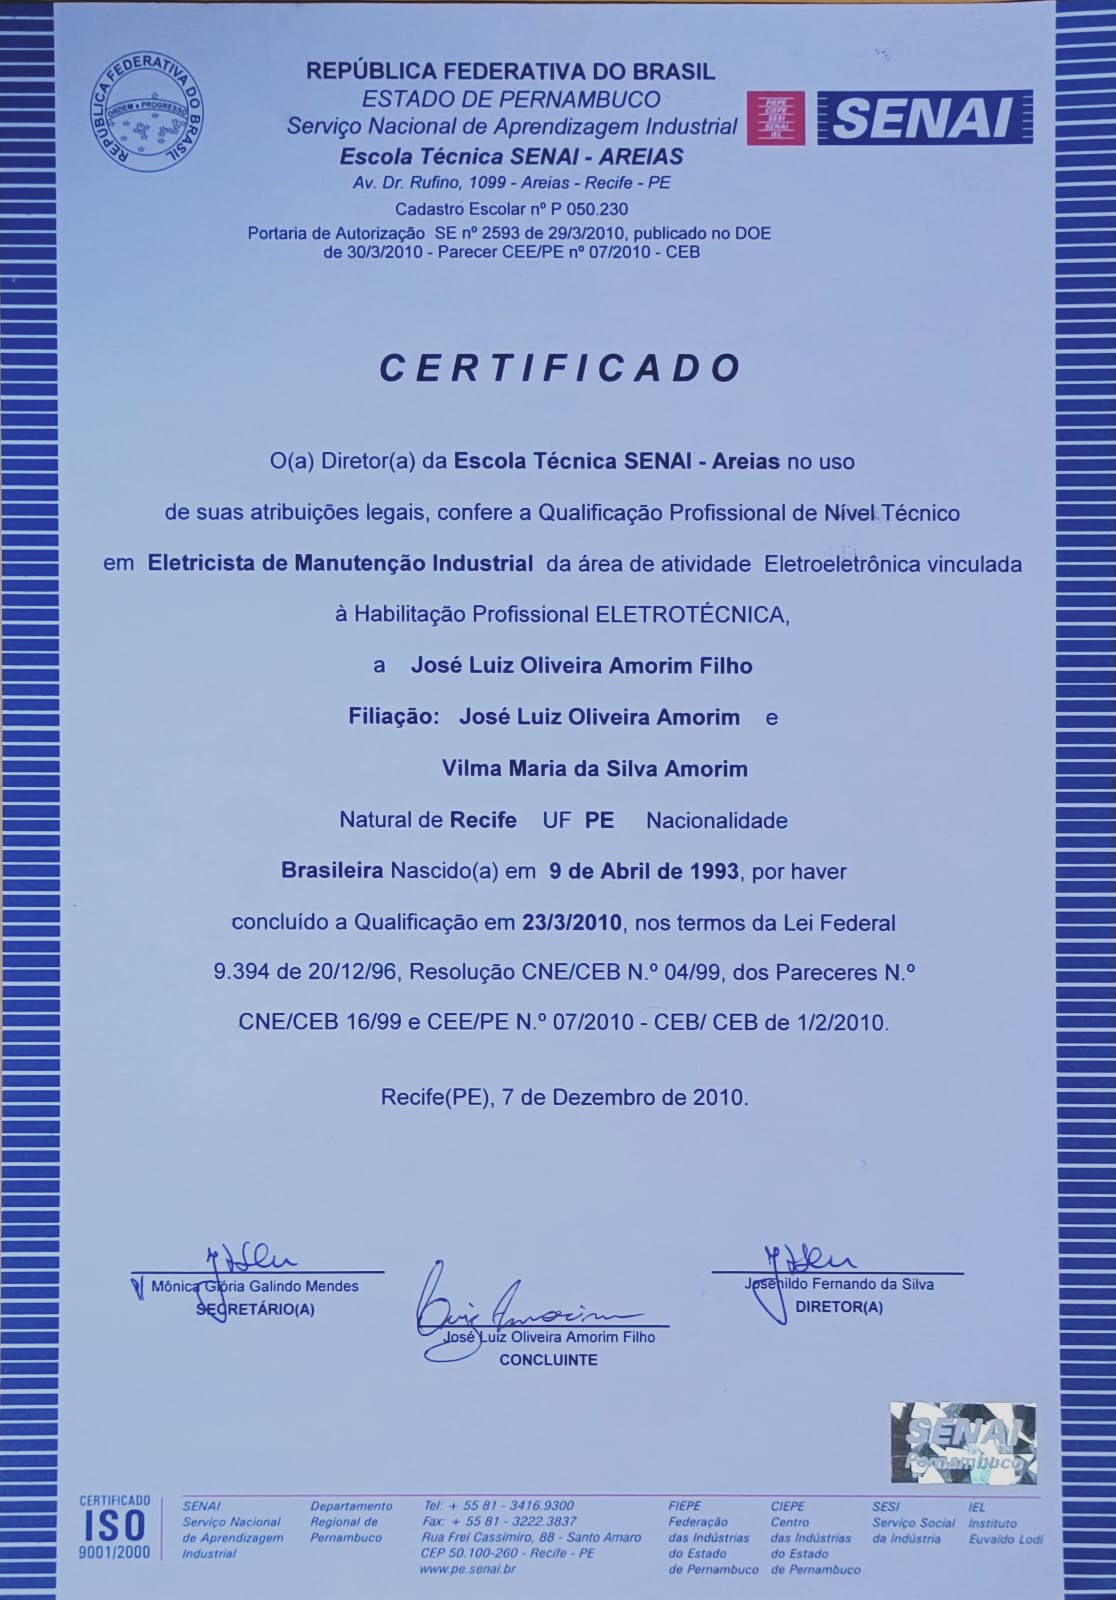 REPÚBLICA FEDERATIVA DO BRASIL
ORDEM E PROGRESSO
REPÚBLICA FEDERATIVA DO BRASIL
ESTADO DE PERNAMBUCO
Serviço Nacional de Aprendizagem Industrial
Escola Técnica SENAI - AREIAS
Av. Dr. Rufino, 1099 - Areias - Recife - PE
Cadastro Escolar nº P 050.230
Portaria de Autorização SE nº 2593 de 29/3/2010, publicado no DOE
de 30/3/2010 - Parecer CEE/PE nº 07/2010 - CEB
FIEPE
CIEPE
SESI
SENAI
IEL
SENAI
CERTIFICADO
O(a) Diretor(a) da Escola Técnica SENAI - Areias no uso
de suas atribuições legais, confere a Qualificação Profissional de Nível Técnico
em Eletricista de Manutenção Industrial da área de atividade Eletroeletrônica vinculada
à Habilitação Profissional ELETROTÉCNICA,
a José Luiz Oliveira Amorim Filho
Filiação: José Luiz Oliveira Amorim e
Vilma Maria da Silva Amorim
Natural de Recife UF PE Nacionalidade
Brasileira Nascido(a) em 9 de Abril de 1993, por haver
concluído a Qualificação em 23/3/2010, nos termos da Lei Federal
9.394 de 20/12/96, Resolução CNE/CEB N.º 04/99, dos Pareceres N.º
CNE/CEB 16/99 e CEE/PE N.º 07/2010 - CEB/ CEB de 1/2/2010.
Recife(PE), 7 de Dezembro de 2010.
Mônica Glória Galindo Mendes
SECRETÁRIO(A)
Luiz Amorim
José Luiz Oliveira Amorim Filho
CONCLUINTE
Josenildo Fernando da Silva
DIRETOR(A)
SENAI
Pernambuco
CERTIFICADO
ISO
9001/2000
SENAI
Serviço Nacional
de Aprendizagem
Industrial
Departamento
Regional de
Pernambuco
Tel: + 55 81 - 3416.9300
Fax: + 55 81 - 3222.3837
Rua Frei Cassimiro, 88 - Santo Amaro
CEP 50.100-260 - Recife - PE
www.pe.senai.br
FIEPE
Federação
das Indústrias
do Estado
de Pernambuco
CIEPE
Centro
das Indústrias
do Estado
de Pernambuco
SESI
Serviço Social
da Indústria
IEL
Instituto
Euvaldo Lodi